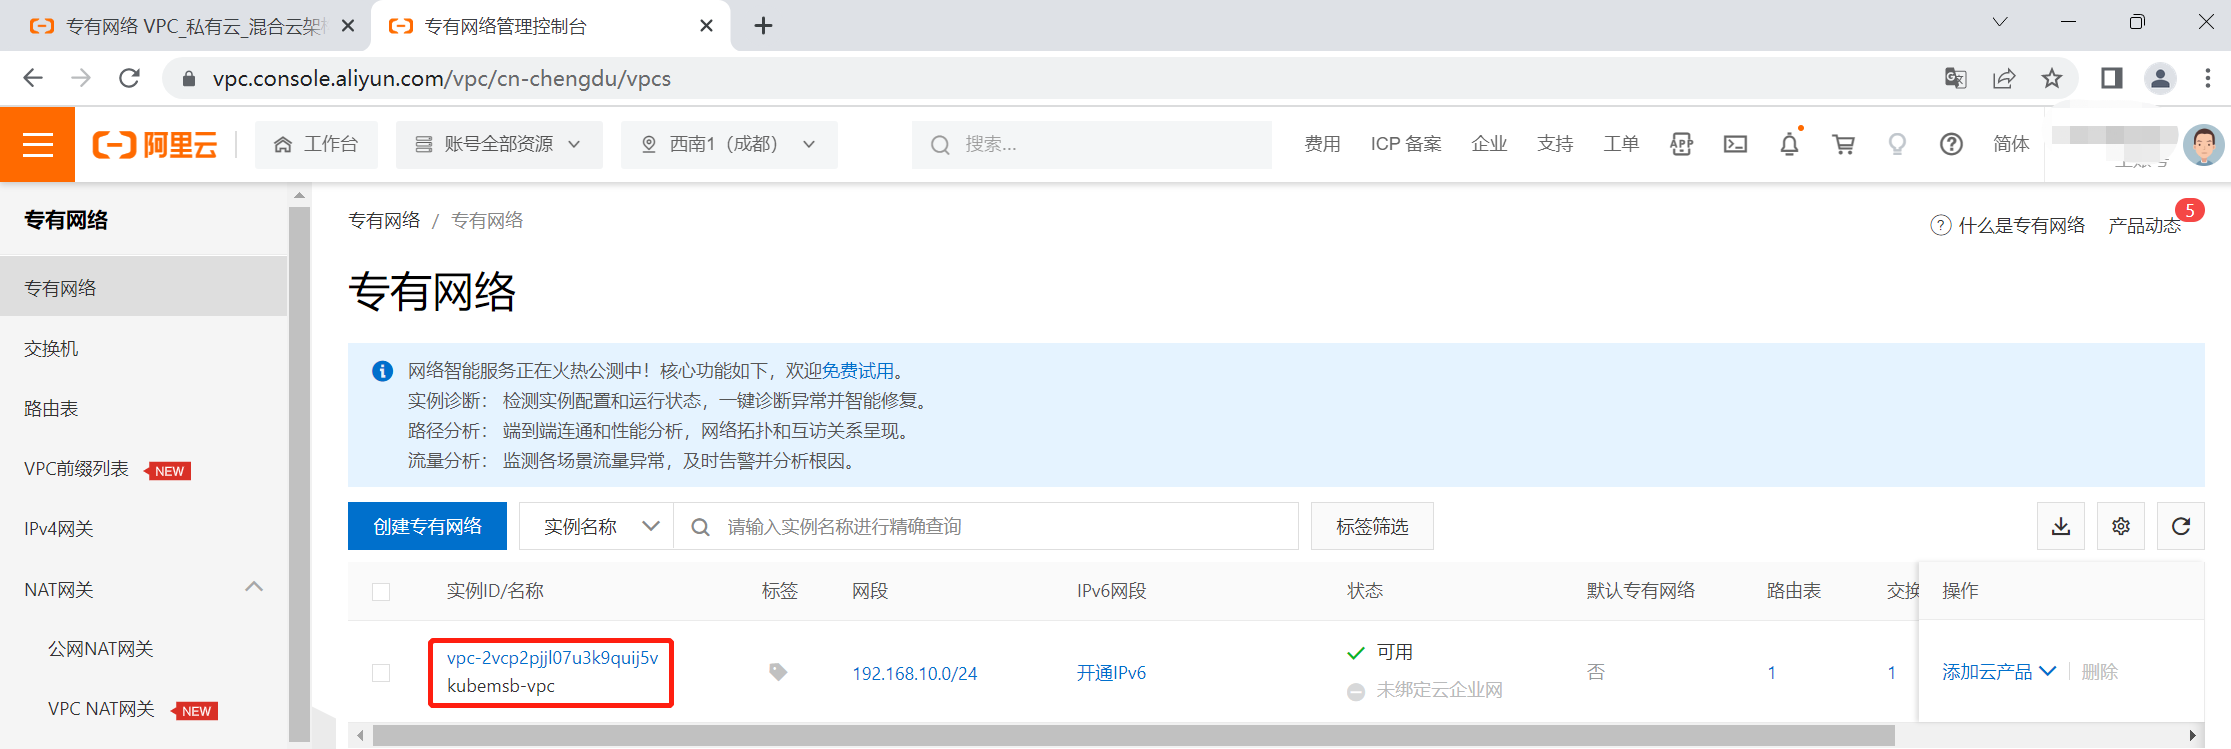 专有网络 VPC_私有云_混合云架
专有网络管理控制台
vpc.console.aliyun.com/vpc/cn-chengdu/vpcs
阿里云
工作台
账号全部资源
西南1（成都）
搜索...
费用
ICP 备案
企业
支持
工单
APP
简体
专有网络
专有网络
交换机
路由表
VPC前缀列表 NEW
IPv4网关
NAT网关
公网NAT网关
VPC NAT网关 NEW
专有网络 / 专有网络
什么是专有网络
产品动态
5
专有网络
网络智能服务正在火热公测中！核心功能如下，欢迎免费试用。
实例诊断： 检测实例配置和运行状态，一键诊断异常并智能修复。
路径分析： 端到端连通和性能分析，网络拓扑和互访关系呈现。
流量分析： 监测各场景流量异常，及时告警并分析根因。
创建专有网络
实例名称
请输入实例名称进行精确查询
标签筛选
实例ID/名称 标签 网段 IPv6网段 状态 默认专有网络 路由表 交换 操作
vpc-2vcp2pjjl07u3k9quij5v
kubemsb-vpc
192.168.10.0/24
开通IPv6
可用
未绑定云企业网
否
1
1
添加云产品
删除